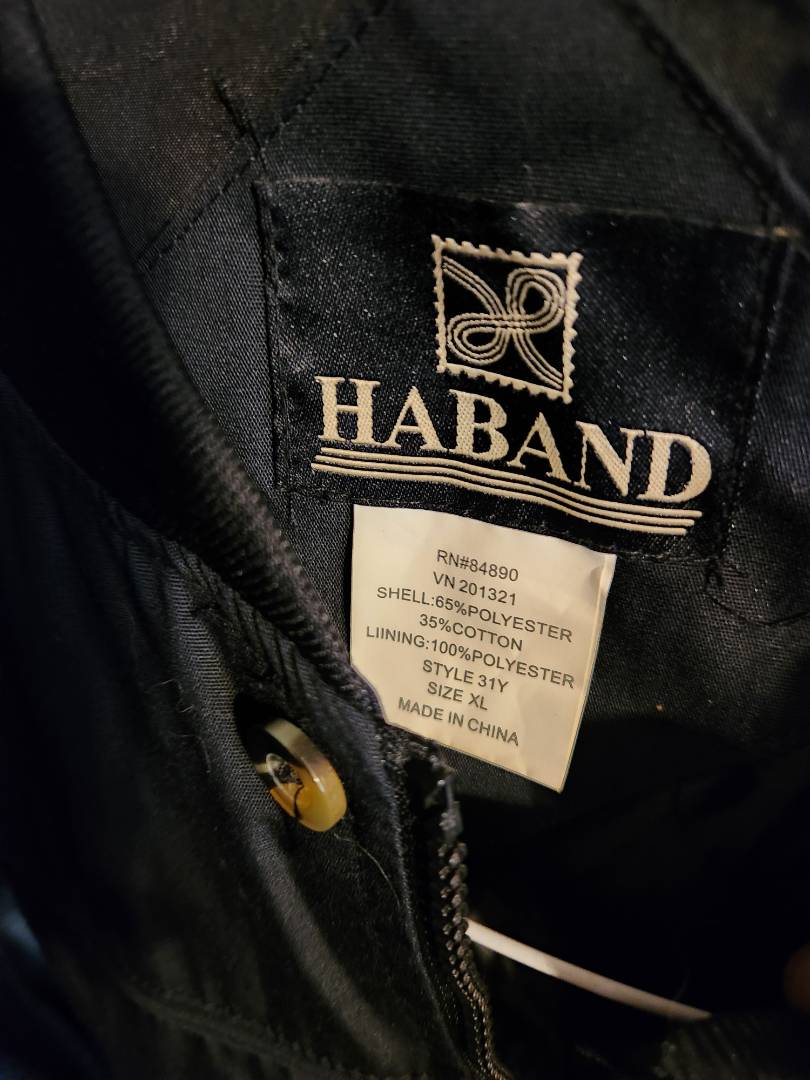 HABAND
RN#84890
VN 201321
SHELL:65%POLYESTER
35%COTTON
LIINING:100%POLYESTER
STYLE 31Y
SIZE XL
MADE IN CHINA